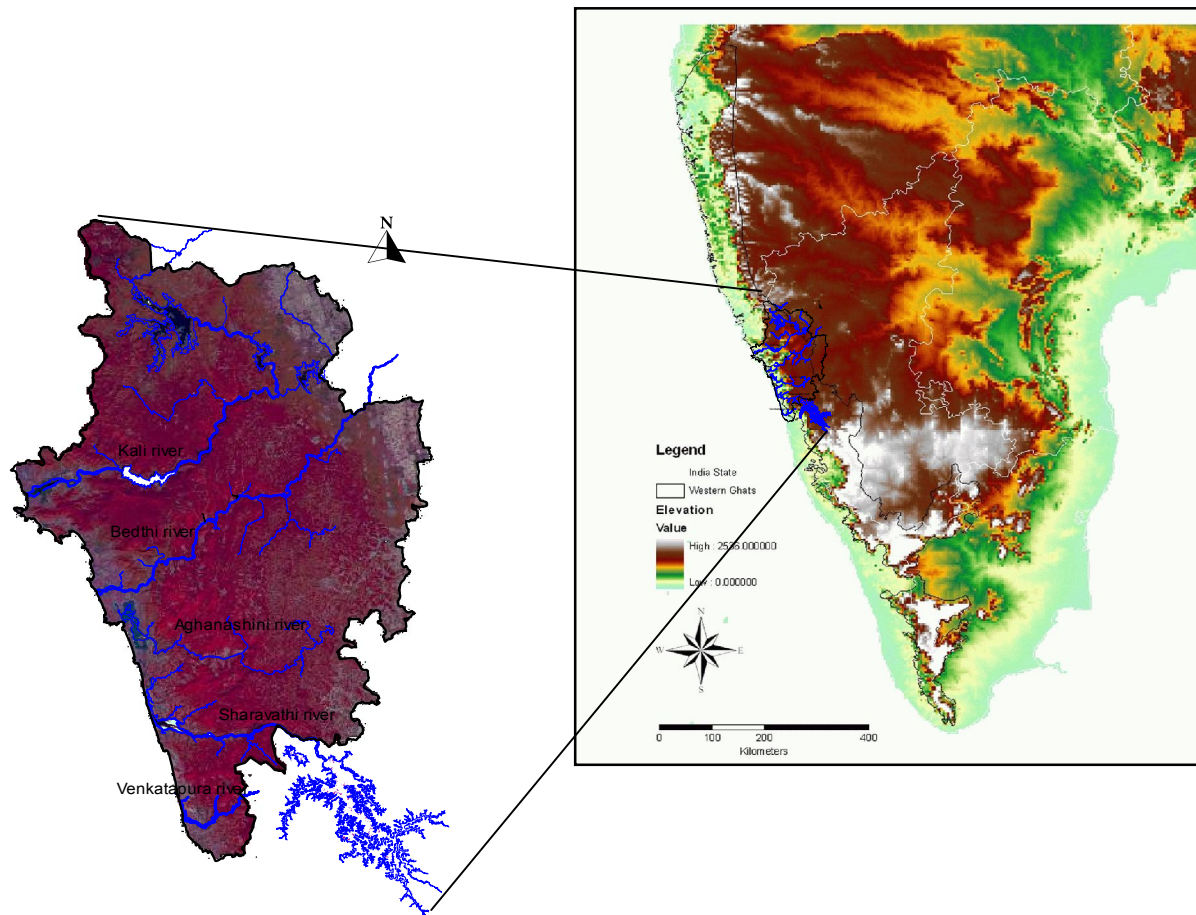 N
Kali river
Bedthi river
Aghanashini river
Sharavathi river
Venkatapura river
Legend
India State
Western Ghats
Elevation
Value
High : 2536.000000
Low : 0.000000
N
W E
S
0 100 200 400
Kilometers